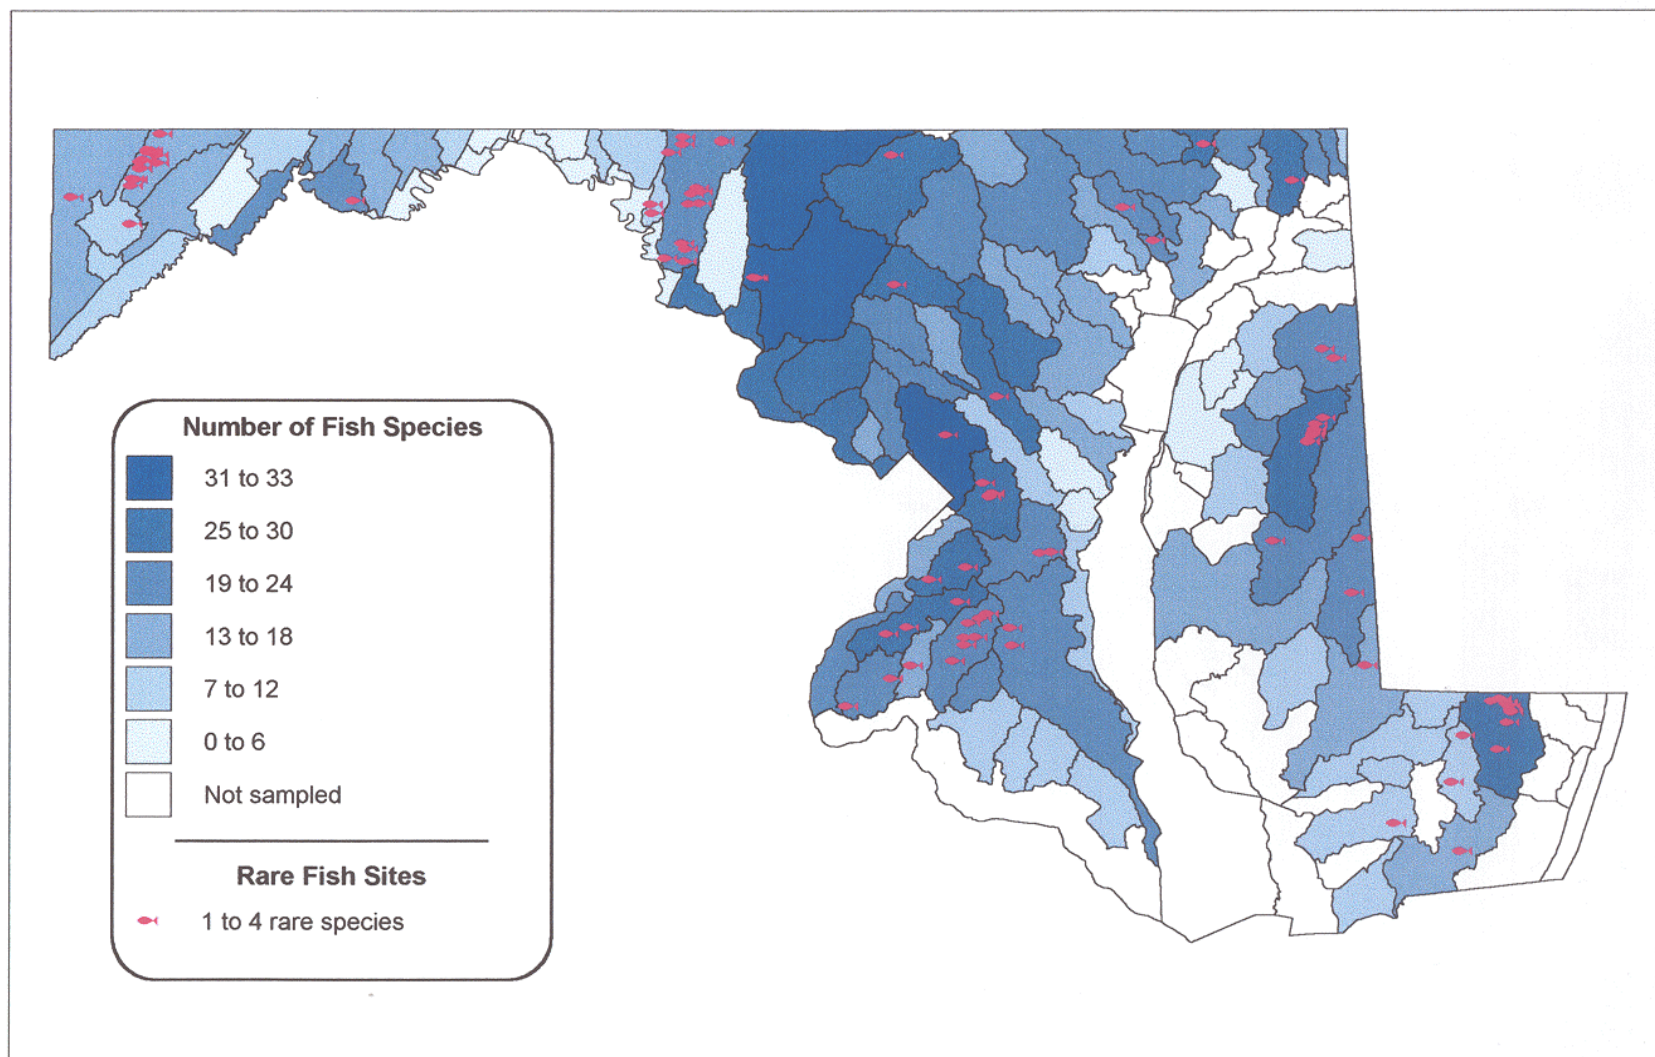 Number of Fish Species
31 to 33
25 to 30
19 to 24
13 to 18
7 to 12
0 to 6
Not sampled
Rare Fish Sites
1 to 4 rare species